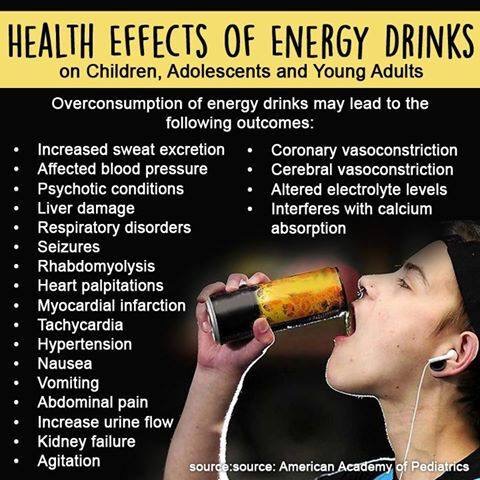 HEALTH EFFECTS OF ENERGY DRINKS
on Children, Adolescents and Young Adults
Overconsumption of energy drinks may lead to the
following outcomes:
• Increased sweat excretion
• Affected blood pressure
• Psychotic conditions
• Liver damage
• Respiratory disorders
• Seizures
• Rhabdomyolysis
• Heart palpitations
• Myocardial infarction
• Tachycardia
• Hypertension
• Nausea
• Vomiting
• Abdominal pain
• Increase urine flow
• Kidney failure
• Agitation
• Coronary vasoconstriction
• Cerebral vasoconstriction
• Altered electrolyte levels
• Interferes with calcium
absorption
source:source: American Academy of Pediatrics